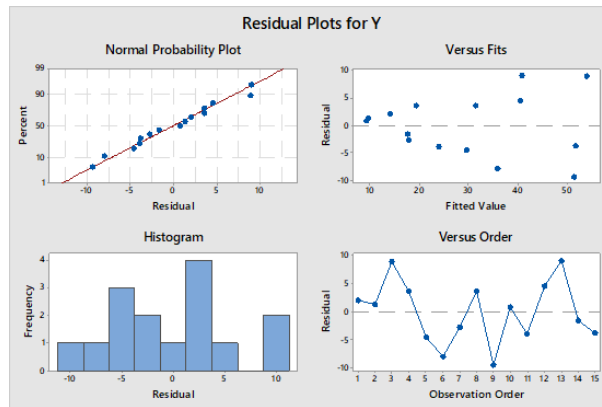 Residual Plots for Y
Normal Probability Plot
99
90
50
10
1
Percent
-10
-5
0
5
10
Residual
Versus Fits
10
5
0
-5
-10
Residual
10
20
30
40
50
Fitted Value
Histogram
4
3
2
1
0
Frequency
-10
-5
0
5
10
Residual
Versus Order
10
5
0
-5
-10
Residual
1 2 3 4 5 6 7 8 9 10 11 12 13 14 15
Observation Order